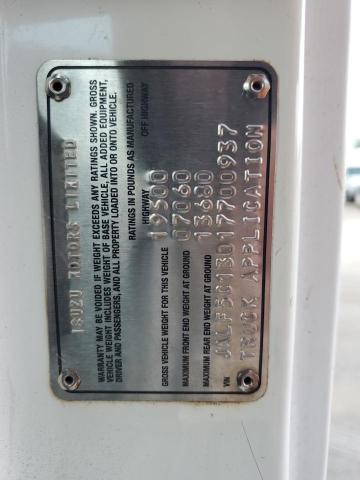 ISUZU MOTORS LIMITED
WARRANTY MAY BE VOIDED IF WEIGHT EXCEEDS ANY RATINGS SHOWN. GROSS
VEHICLE WEIGHT INCLUDES WEIGHT OF BASE VEHICLE, ALL ADDED EQUIPMENT,
DRIVER AND PASSENGERS, AND ALL PROPERTY LOADED INTO OR ONTO VEHICLE.
RATINGS IN POUNDS AS MANUFACTURED
HIGHWAY OFF HIGHWAY
GROSS VEHICLE WEIGHT FOR THIS VEHICLE 19500
MAXIMUM FRONT END WEIGHT AT GROUND 07060
MAXIMUM REAR END WEIGHT AT GROUND 13660
VIN JALF5C13017700937
TRUCK APPLICATION